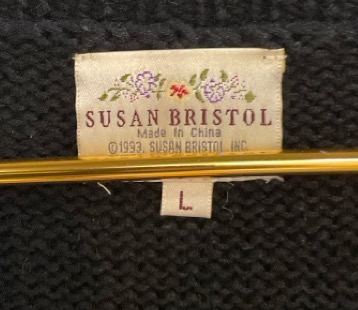 SUSAN BRISTOL
Made in China
©1993, SUSAN BRISTOL INC.
L